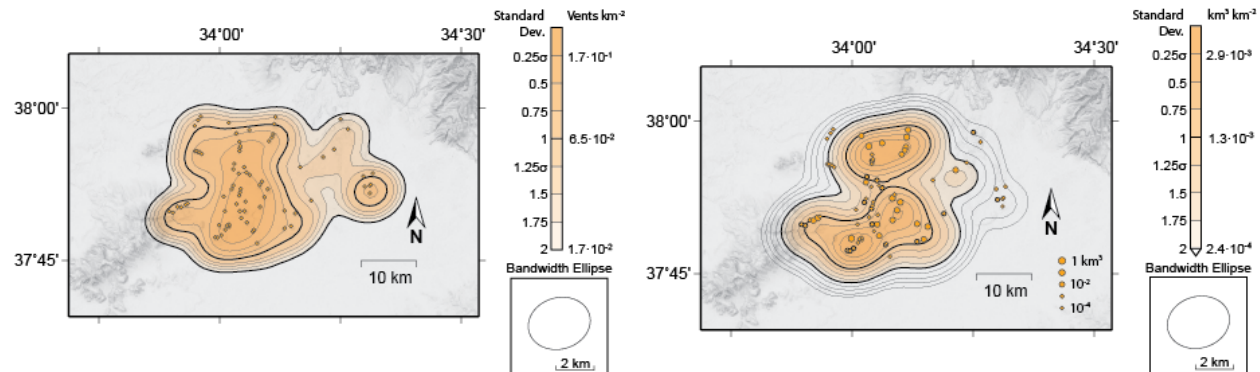 Standard Dev.
Vents km⁻²
34°00'
34°30'
0.25σ
1.7·10⁻¹
0.5
38°00'
0.75
1
6.5·10⁻²
1.25σ
1.5
1.75
N
2
1.7·10⁻²
37°45'
10 km
Bandwidth Ellipse
2 km
Standard Dev.
km³ km⁻²
34°00'
34°30'
0.25σ
2.9·10⁻³
0.5
38°00'
0.75
1
1.3·10⁻³
1.25σ
1.5
1.75
N
2
1 km³
37°45'
10⁻²
10 km
10⁻⁴
Bandwidth Ellipse
2 km